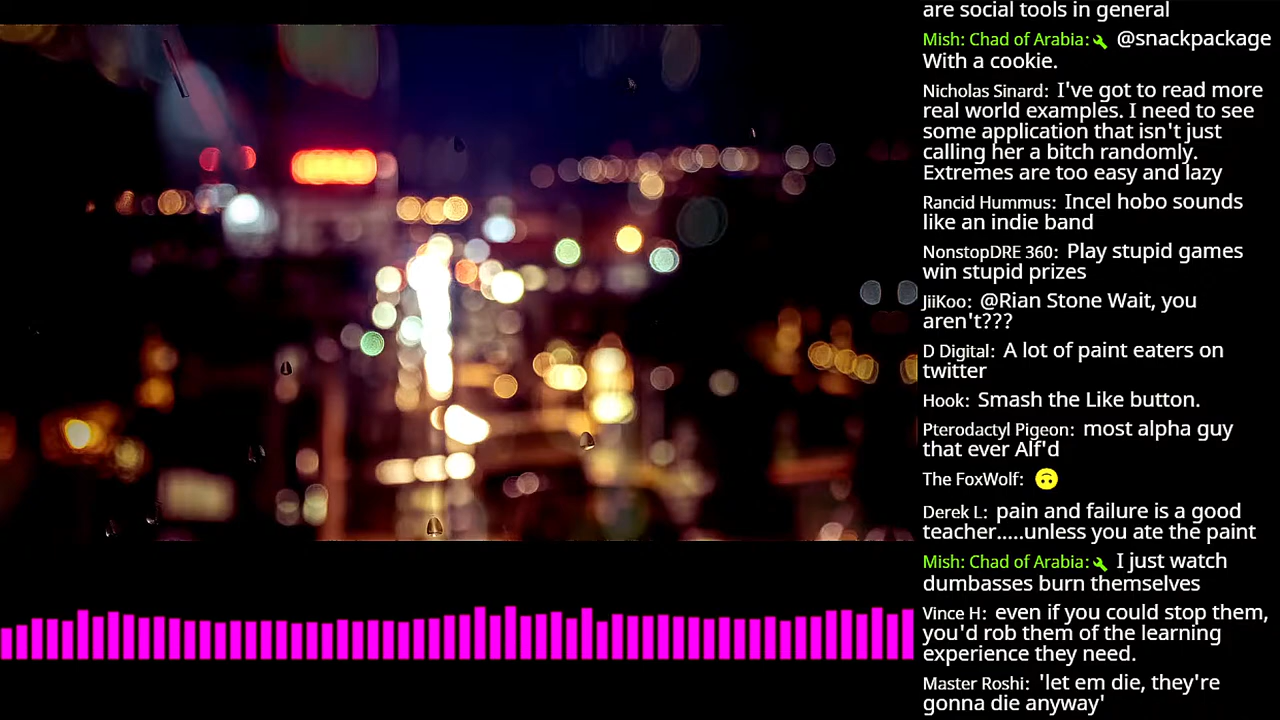 are social tools in general
Mish: Chad of Arabia: @snackpackage
With a cookie.
Nicholas Sinard: I've got to read more
real world examples. I need to see
some application that isn't just
calling her a bitch randomly.
Extremes are too easy and lazy
Rancid Hummus: Incel hobo sounds
like an indie band
NonstopDRE 360: Play stupid games
win stupid prizes
JiiKoo: @Rian Stone Wait, you
aren't???
D Digital: A lot of paint eaters on
twitter
Hook: Smash the Like button.
Pterodactyl Pigeon: most alpha guy
that ever Alf'd
The FoxWolf: 🙃
Derek L: pain and failure is a good
teacher.....unless you ate the paint
Mish: Chad of Arabia: I just watch
dumbasses burn themselves
Vince H: even if you could stop them,
you'd rob them of the learning
experience they need.
Master Roshi: 'let em die, they're
gonna die anyway'